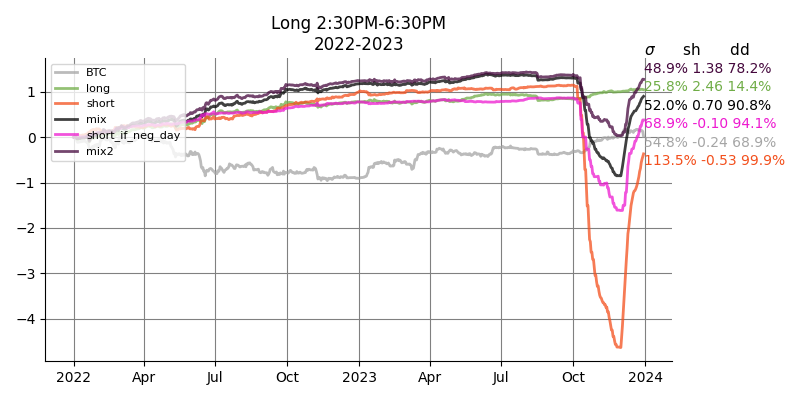 Long 2:30PM-6:30PM
2022-2023
σ sh dd
48.9% 1.38 78.2%
25.8% 2.46 14.4%
52.0% 0.70 90.8%
68.9% -0.10 94.1%
54.8% -0.24 68.9%
113.5% -0.53 99.9%
BTC
long
short
mix
short_if_neg_day
mix2
1
0
−1
−2
−3
−4
2022 Apr Jul Oct 2023 Apr Jul Oct 2024